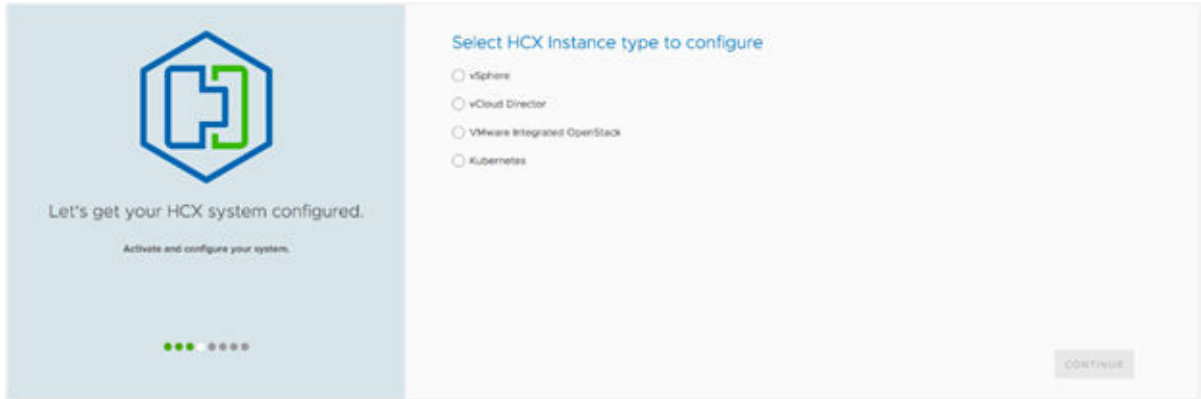 Let's get your HCX system configured.
Activate and configure your system.
Select HCX Instance type to configure
vSphere
vCloud Director
VMware Integrated OpenStack
Kubernetes
CONTINUE